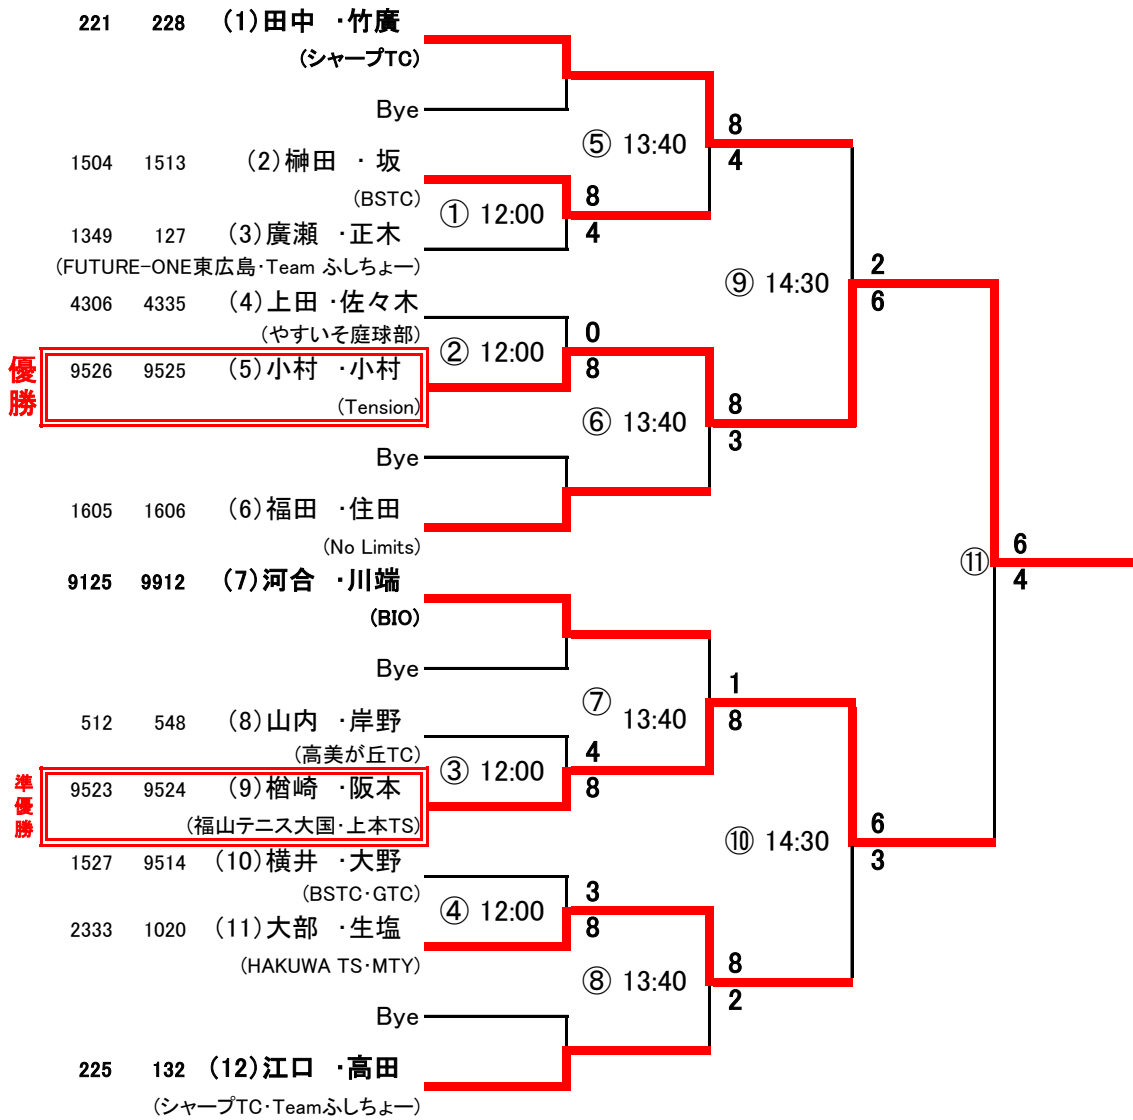 221 228 (1)田中 ・竹廣
(シャープTC)
Bye
8
⑤ 13:40
4
1504 1513 (2)榊田 ・坂
(BSTC)
8
① 12:00
4
1349 127 (3)廣瀬 ・正木
(FUTURE-ONE東広島・Team ふしちょー)
2
⑨ 14:30
6
4306 4335 (4)上田 ・佐々木
(やすいそ庭球部)
0
② 12:00
8
優勝
9526 9525 (5)小村 ・小村
(Tension)
8
⑥ 13:40
3
Bye
1605 1606 (6)福田 ・住田
(No Limits)
6
⑪
4
9125 9912 (7)河合 ・川端
(BIO)
Bye
1
⑦
13:40
8
512 548 (8)山内 ・岸野
(高美が丘TC)
4
③ 12:00
8
準優勝
9523 9524 (9)楢崎 ・阪本
(福山テニス大国・上本TS)
6
⑩ 14:30
3
1527 9514 (10)横井 ・大野
(BSTC・GTC)
3
④ 12:00
8
2333 1020 (11)大部 ・生塩
(HAKUWA TS・MTY)
8
⑧ 13:40
2
Bye
225 132 (12)江口 ・高田
(シャープTC・Teamふしちょー)